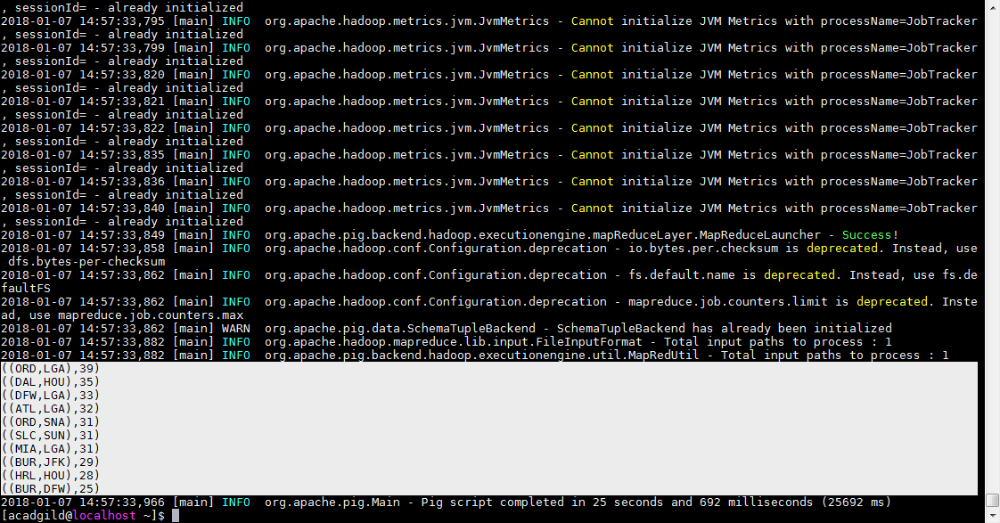 , sessionId= - already initialized
2018-01-07 14:57:33,795 [main] INFO  org.apache.hadoop.metrics.jvm.JvmMetrics - Cannot initialize JVM Metrics with processName=JobTracker
, sessionId= - already initialized
2018-01-07 14:57:33,799 [main] INFO  org.apache.hadoop.metrics.jvm.JvmMetrics - Cannot initialize JVM Metrics with processName=JobTracker
, sessionId= - already initialized
2018-01-07 14:57:33,820 [main] INFO  org.apache.hadoop.metrics.jvm.JvmMetrics - Cannot initialize JVM Metrics with processName=JobTracker
, sessionId= - already initialized
2018-01-07 14:57:33,821 [main] INFO  org.apache.hadoop.metrics.jvm.JvmMetrics - Cannot initialize JVM Metrics with processName=JobTracker
, sessionId= - already initialized
2018-01-07 14:57:33,822 [main] INFO  org.apache.hadoop.metrics.jvm.JvmMetrics - Cannot initialize JVM Metrics with processName=JobTracker
, sessionId= - already initialized
2018-01-07 14:57:33,835 [main] INFO  org.apache.hadoop.metrics.jvm.JvmMetrics - Cannot initialize JVM Metrics with processName=JobTracker
, sessionId= - already initialized
2018-01-07 14:57:33,836 [main] INFO  org.apache.hadoop.metrics.jvm.JvmMetrics - Cannot initialize JVM Metrics with processName=JobTracker
, sessionId= - already initialized
2018-01-07 14:57:33,840 [main] INFO  org.apache.hadoop.metrics.jvm.JvmMetrics - Cannot initialize JVM Metrics with processName=JobTracker
, sessionId= - already initialized
2018-01-07 14:57:33,849 [main] INFO  org.apache.pig.backend.hadoop.executionengine.mapReduceLayer.MapReduceLauncher - Success!
2018-01-07 14:57:33,858 [main] INFO  org.apache.hadoop.conf.Configuration.deprecation - io.bytes.per.checksum is deprecated. Instead, use
 dfs.bytes-per-checksum
2018-01-07 14:57:33,862 [main] INFO  org.apache.hadoop.conf.Configuration.deprecation - fs.default.name is deprecated. Instead, use fs.de
faultFS
2018-01-07 14:57:33,862 [main] INFO  org.apache.hadoop.conf.Configuration.deprecation - mapreduce.job.counters.limit is deprecated. Inste
ad, use mapreduce.job.counters.max
2018-01-07 14:57:33,862 [main] WARN  org.apache.pig.data.SchemaTupleBackend - SchemaTupleBackend has already been initialized
2018-01-07 14:57:33,882 [main] INFO  org.apache.hadoop.mapreduce.lib.input.FileInputFormat - Total input paths to process : 1
2018-01-07 14:57:33,882 [main] INFO  org.apache.pig.backend.hadoop.executionengine.util.MapRedUtil - Total input paths to process : 1
((ORD,LGA),39)
((DAL,HOU),35)
((DFW,LGA),33)
((ATL,LGA),32)
((ORD,SNA),31)
((SLC,SUN),31)
((MIA,LGA),31)
((BUR,JFK),29)
((HRL,HOU),28)
((BUR,DFW),25)
2018-01-07 14:57:33,966 [main] INFO  org.apache.pig.Main - Pig script completed in 25 seconds and 692 milliseconds (25692 ms)
[acadgild@localhost ~]$